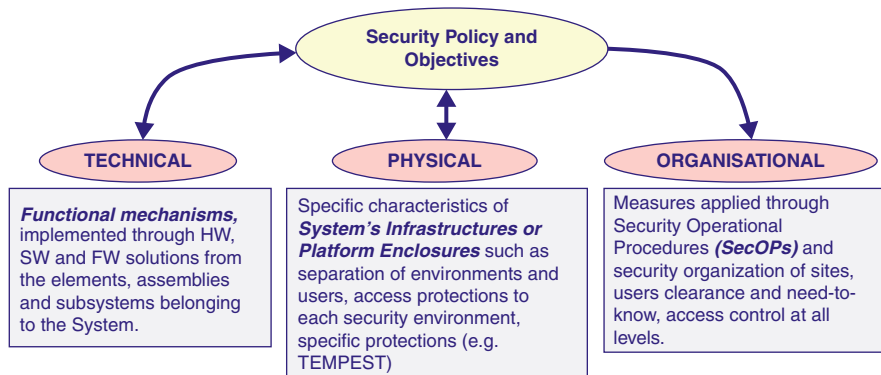 Security Policy and
Objectives
TECHNICAL
PHYSICAL
ORGANISATIONAL
Functional mechanisms,
implemented through HW,
SW and FW solutions from
the elements, assemblies
and subsystems belonging
to the System.
Specific characteristics of
System's Infrastructures or
Platform Enclosures such as
separation of environments and
users, access protections to
each security environment,
specific protections (e.g.
TEMPEST)
Measures applied through
Security Operational
Procedures (SecOPs) and
security organization of sites,
users clearance and need-to-
know, access control at all
levels.